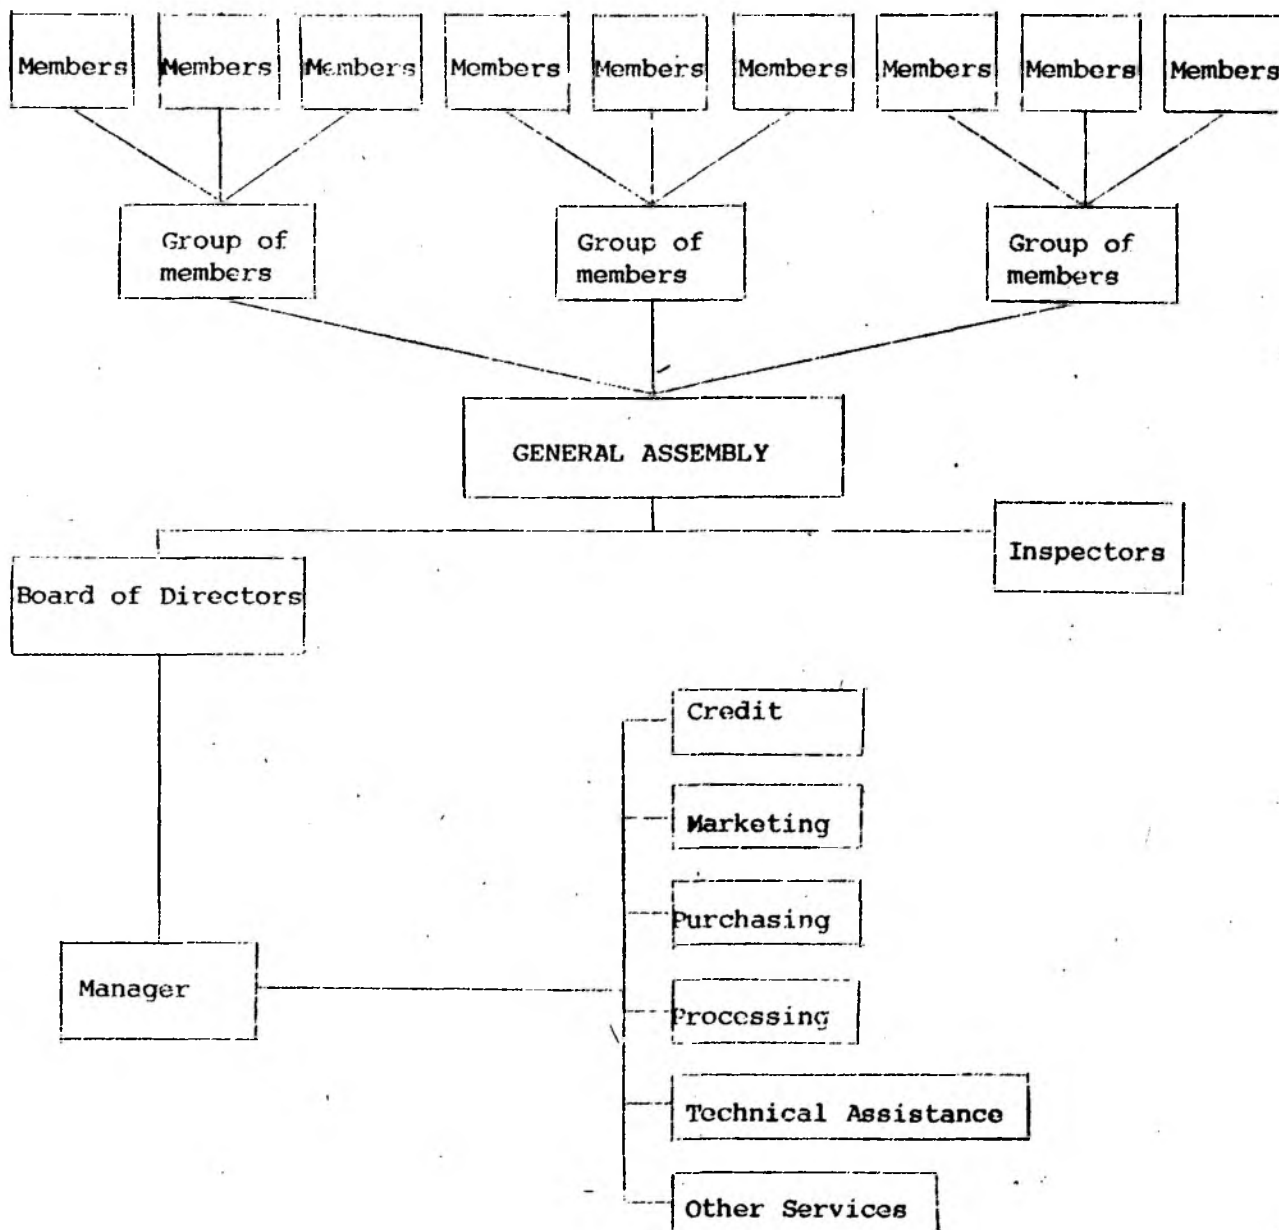 Members Members Members Members Members Members Members Members Members
Group of
members
Group of
members
Group of
members
GENERAL ASSEMBLY
Inspectors
Board of Directors
Credit
Marketing
Purchasing
Manager
Processing
Technical Assistance
Other Services